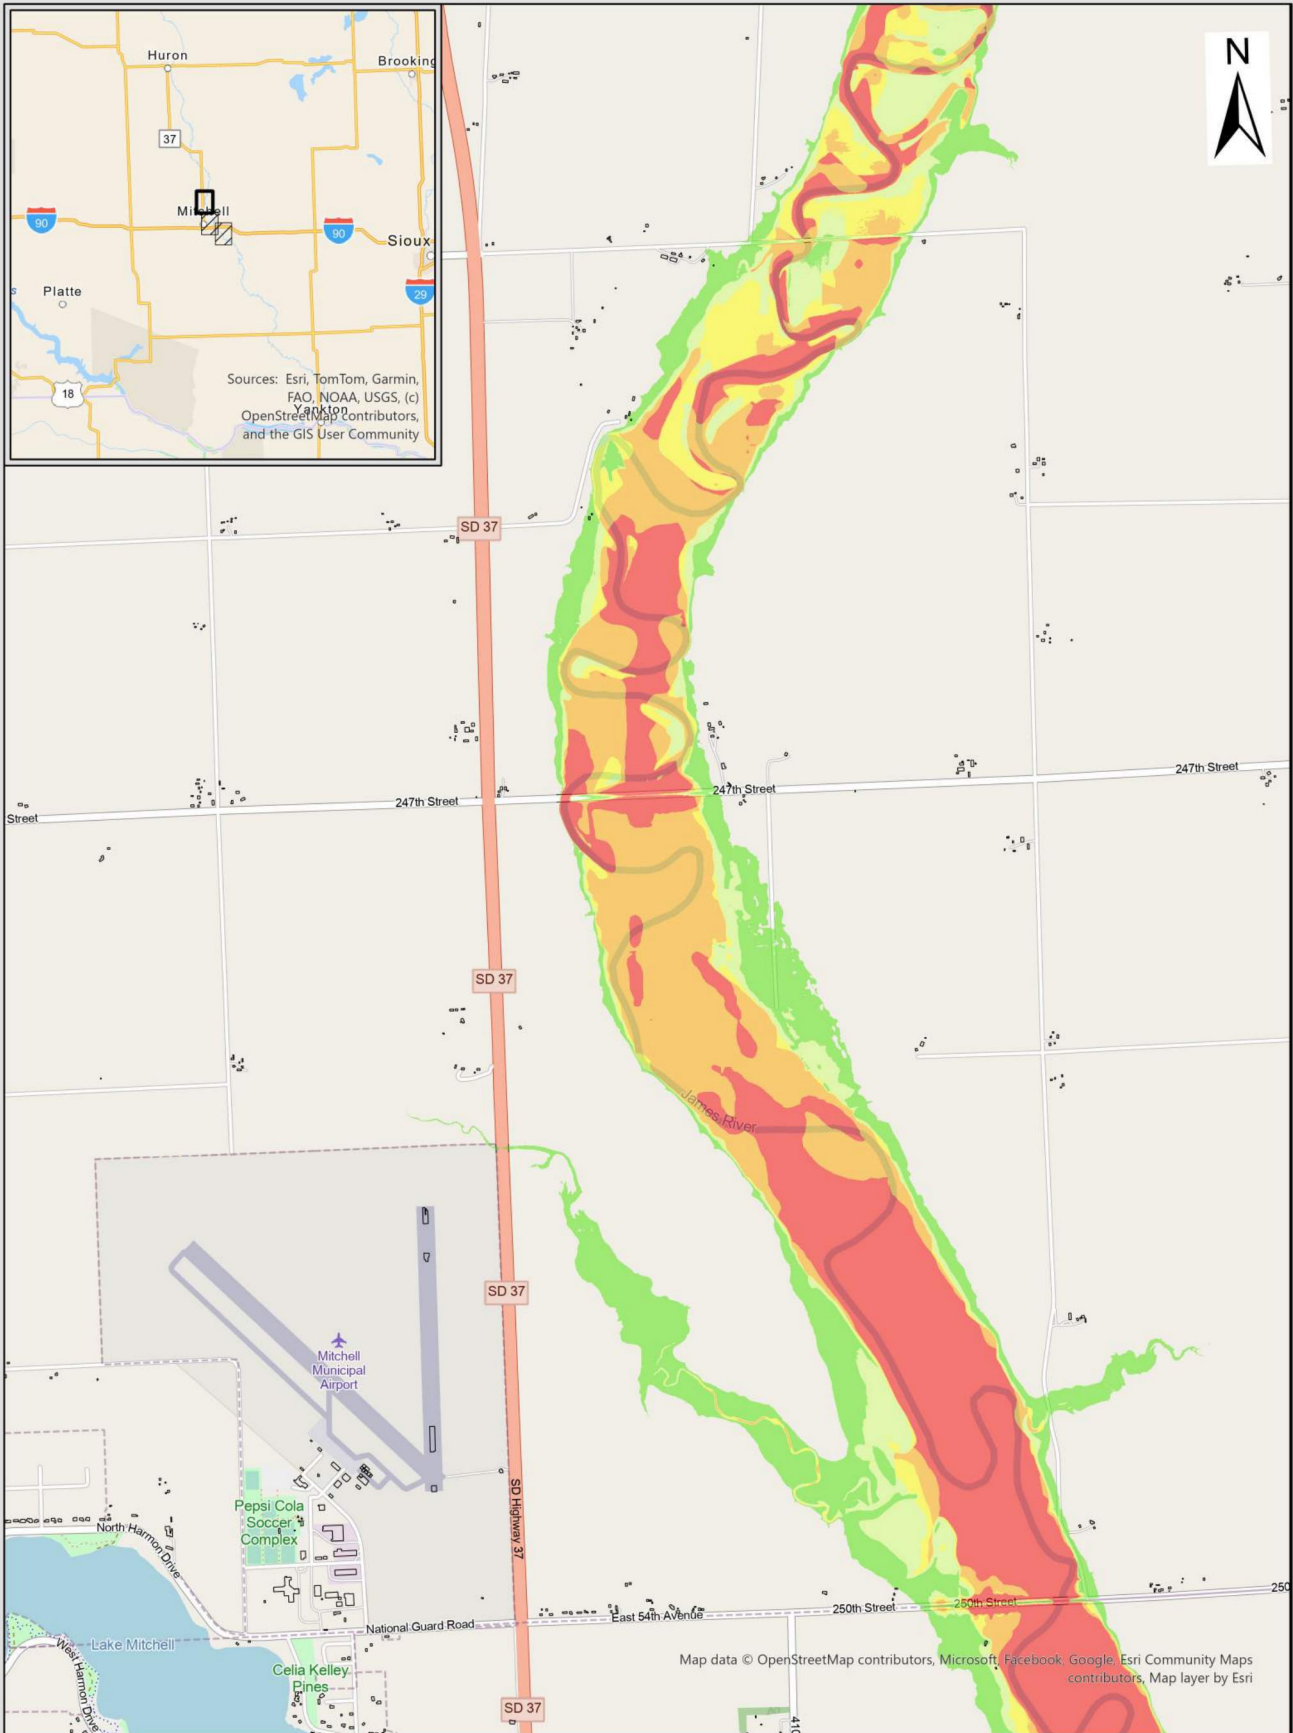 Huron
Brooking
37
Mitchell
90
90
Sioux
29
Platte
s
18
Yankton
Sources: Esri, TomTom, Garmin,
FAO, NOAA, USGS, (c)
OpenStreetMap contributors,
and the GIS User Community
N
SD 37
247th Street
247th Street
247th Street
Street
SD 37
James River
SD 37
Mitchell
Municipal
Airport
SD Highway 37
Pepsi Cola
Soccer
Complex
North Harmon Drive
250
250th Street
250th Street
East 54th Avenue
National Guard Road
Lake Mitchell
West Harmon Drive
Celia Kelley
Pines
Map data © OpenStreetMap contributors, Microsoft, Facebook, Google, Esri Community Maps
contributors, Map layer by Esri
SD 37